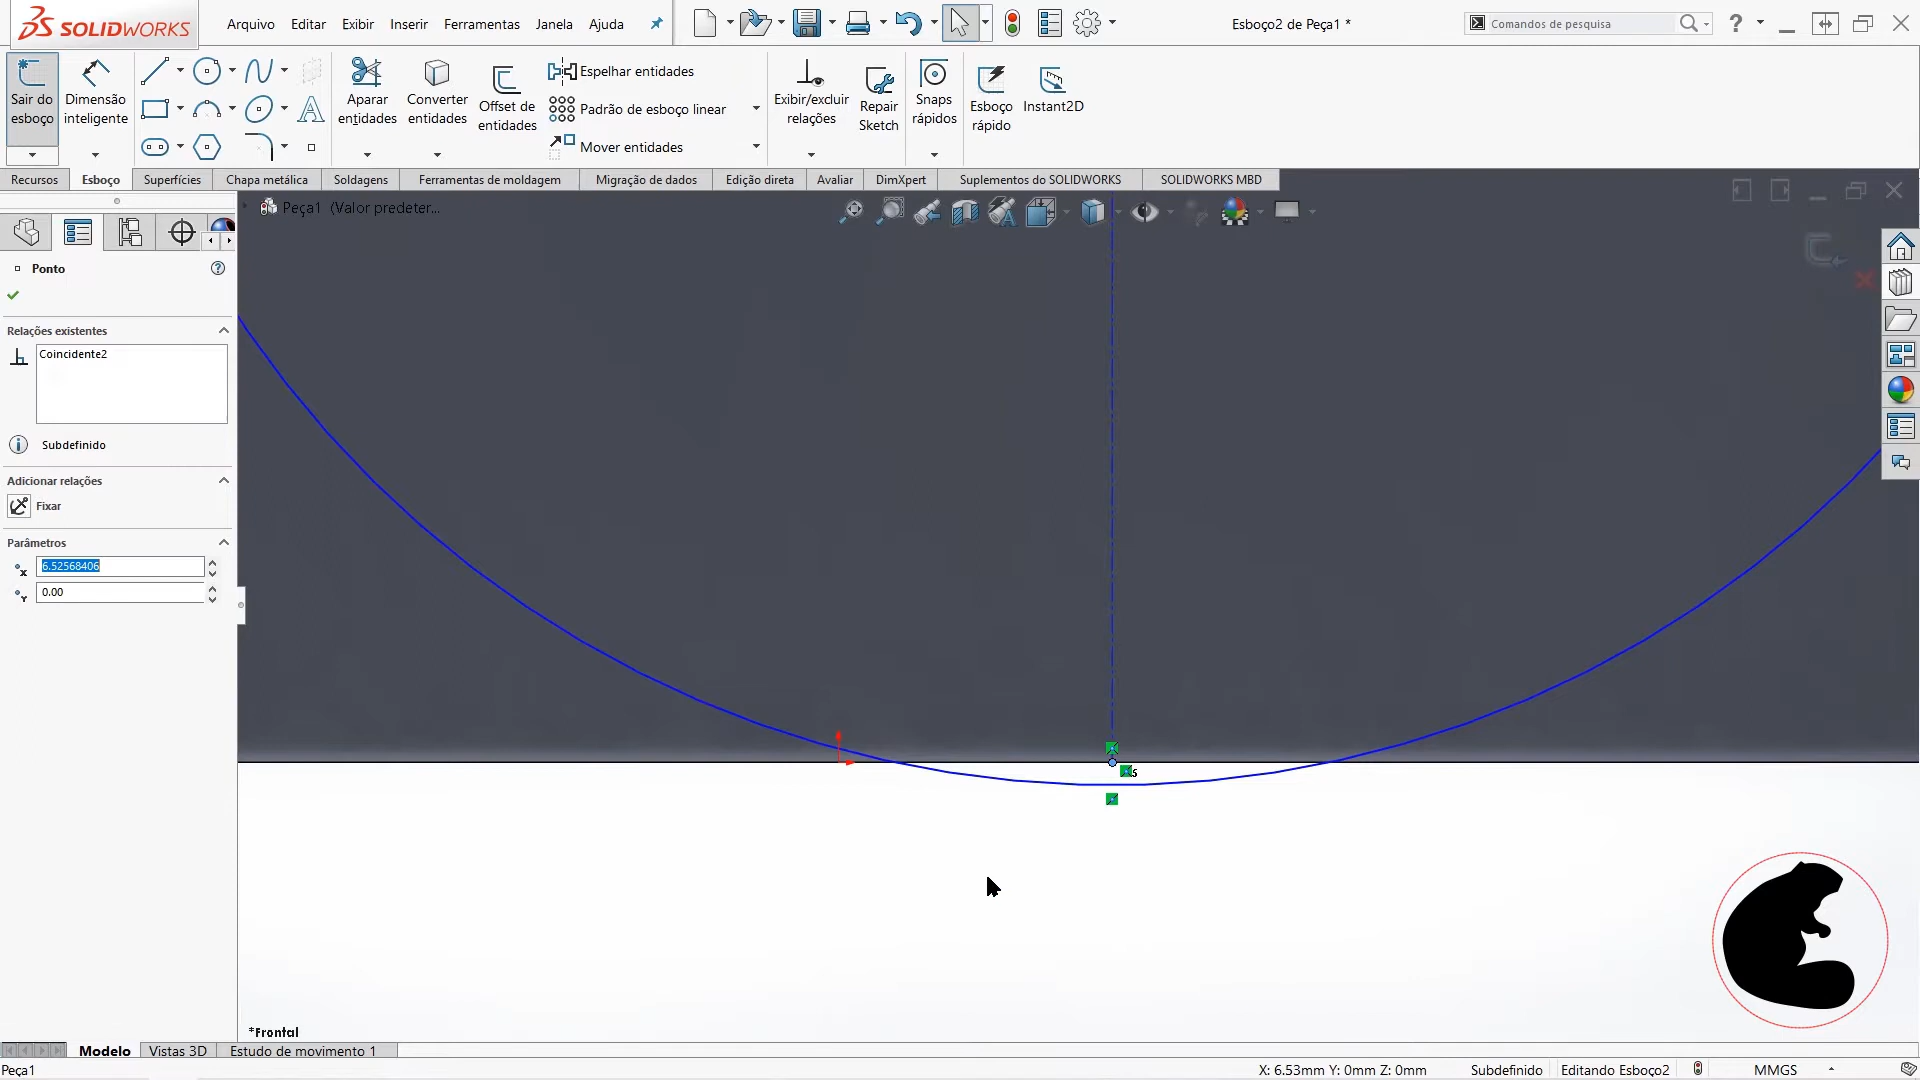 SOLIDWORKS
Arquivo
Editar
Exibir
Inserir
Ferramentas
Janela
Ajuda
Esboço2 de Peça1 *
Comandos de pesquisa
?
Sair do
esboço
Dimensão
inteligente
Aparar
entidades
Converter
entidades
Offset de
entidades
Espelhar entidades
Padrão de esboço linear
Mover entidades
Exibir/excluir
relações
Repair
Sketch
Snaps
rápidos
Esboço
rápido
Instant2D
Recursos
Esboço
Superfícies
Chapa metálica
Soldagens
Ferramentas de moldagem
Migração de dados
Edição direta
Avaliar
DimXpert
Suplementos do SOLIDWORKS
SOLIDWORKS MBD
Peça1 (Valor predeter...
Ponto
Relações existentes
Coincidente2
Subdefinido
Adicionar relações
Fixar
Parâmetros
6.52568406
0.00
*Frontal
Modelo
Vistas 3D
Estudo de movimento 1
Peça1
X: 6.53mm Y: 0mm Z: 0mm
Subdefinido
Editando Esboço2
MMGS